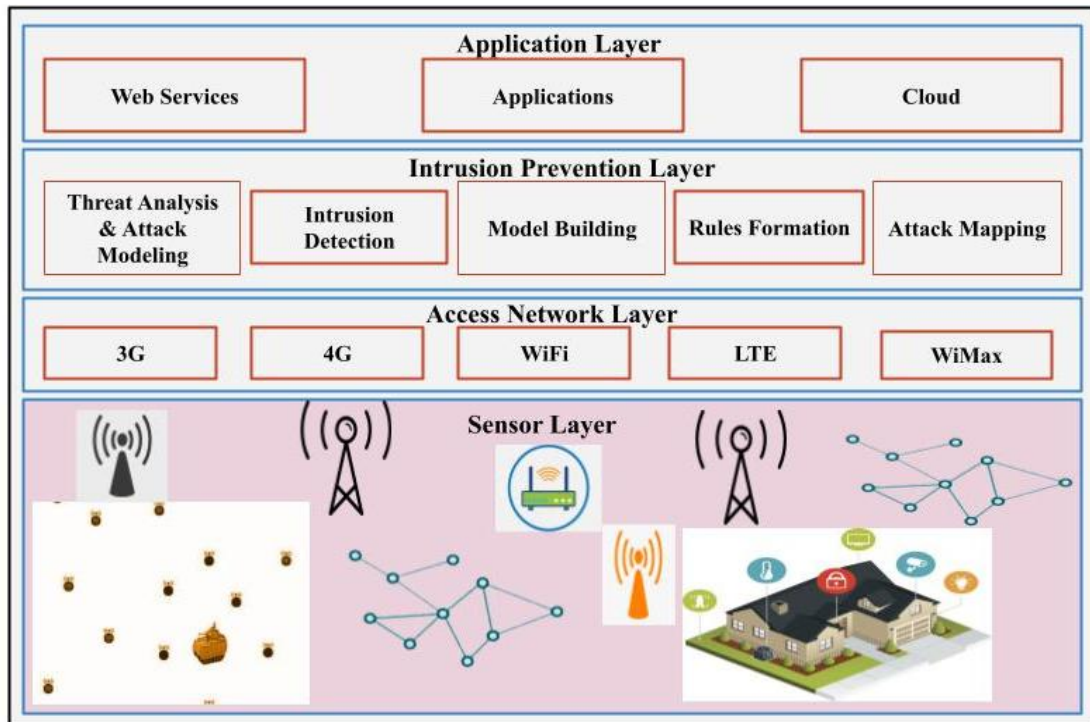 Application Layer
Web Services
Applications
Cloud
Intrusion Prevention Layer
Threat Analysis
& Attack
Modeling
Intrusion
Detection
Model Building
Rules Formation
Attack Mapping
Access Network Layer
3G
4G
WiFi
LTE
WiMax
Sensor Layer